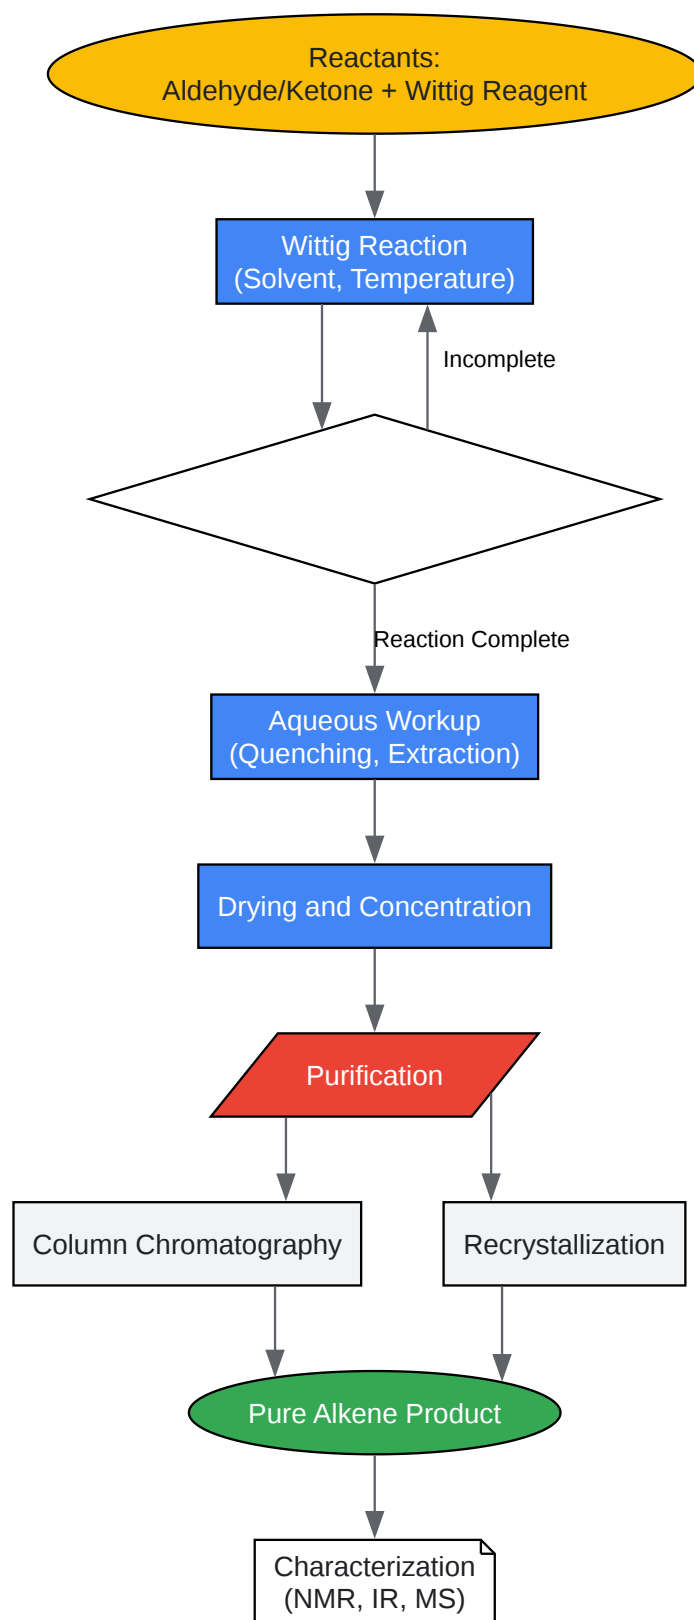 Reactants:
Aldehyde/Ketone + Wittig Reagent
Wittig Reaction
(Solvent, Temperature)
Incomplete
Reaction Complete
Aqueous Workup
(Quenching, Extraction)
Drying and Concentration
Purification
Column Chromatography
Recrystallization
Pure Alkene Product
Characterization
(NMR, IR, MS)